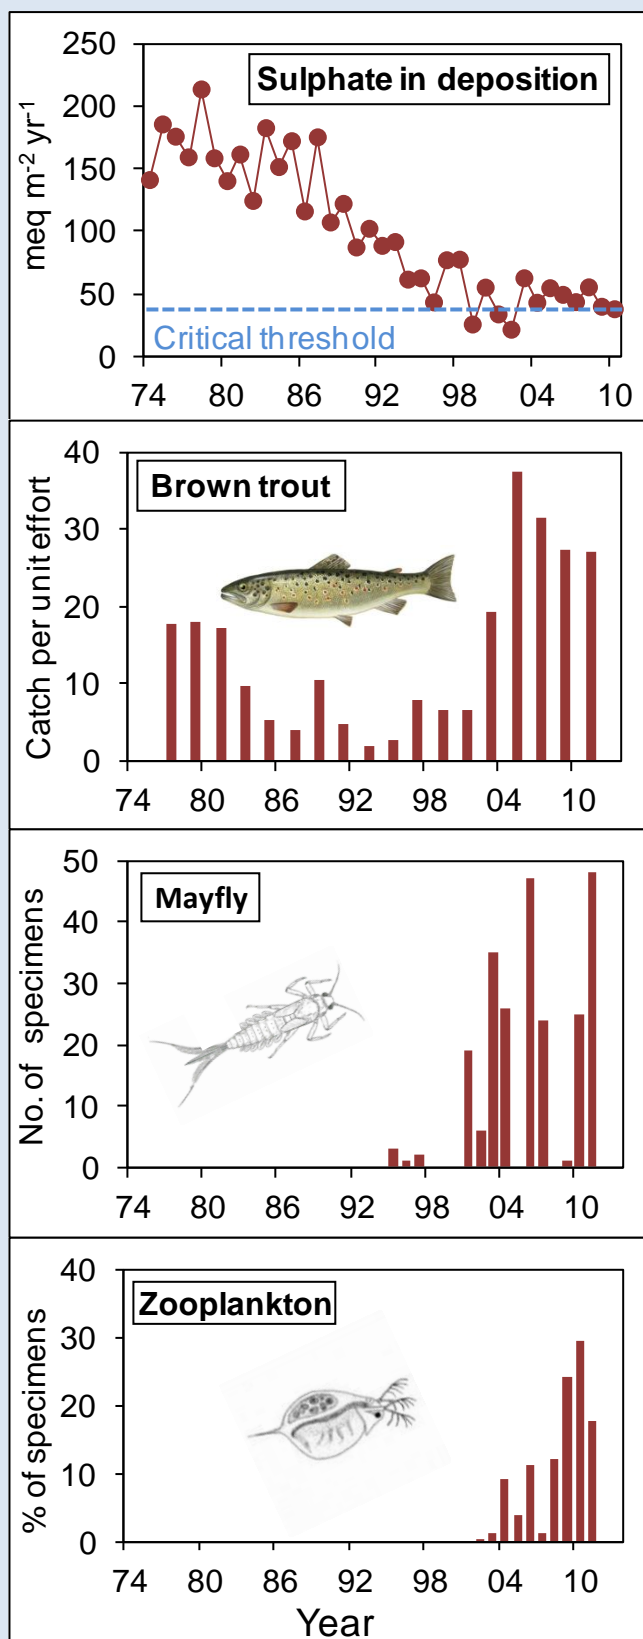 Sulphate in deposition
meq m⁻² yr⁻¹
250
200
150
100
50
0
Critical threshold
74 80 86 92 98 04 10
Brown trout
Catch per unit effort
40
30
20
10
0
74 80 86 92 98 04 10
Mayfly
No. of specimens
50
40
30
20
10
0
74 80 86 92 98 04 10
Zooplankton
% of specimens
40
30
20
10
0
74 80 86 92 98 04 10
Year